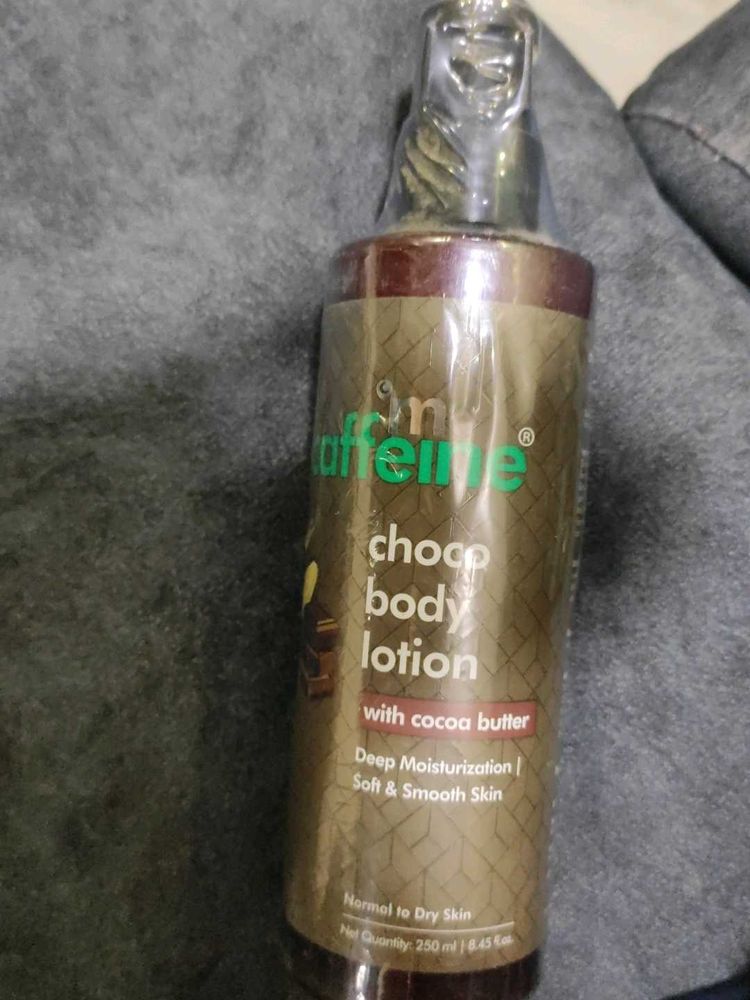 m
caffeine®
choco
body
lotion
with cocoa butter
Deep Moisturization |
Soft & Smooth Skin
Normal to Dry Skin
Net Quantity: 250 ml | 8.45 fl.oz.